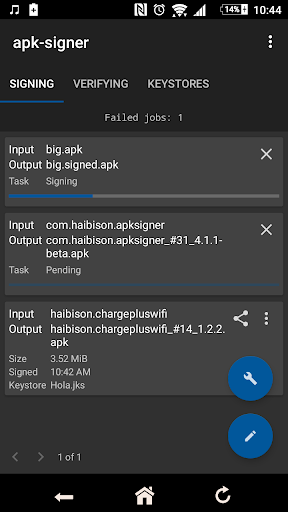 14% 10:44
apk-signer
SIGNING VERIFYING KEYSTORES
Failed jobs: 1
Input big.apk
Output big.signed.apk
Task Signing
Input com.haibison.apksigner
Output com.haibison.apksigner_#31_4.1.1-
beta.apk
Task Pending
Input haibison.chargepluswifi
Output haibison.chargepluswifi_#14_1.2.2.
apk
Size 3.52 MiB
Signed 10:42 AM
Keystore Hola.jks
1 of 1